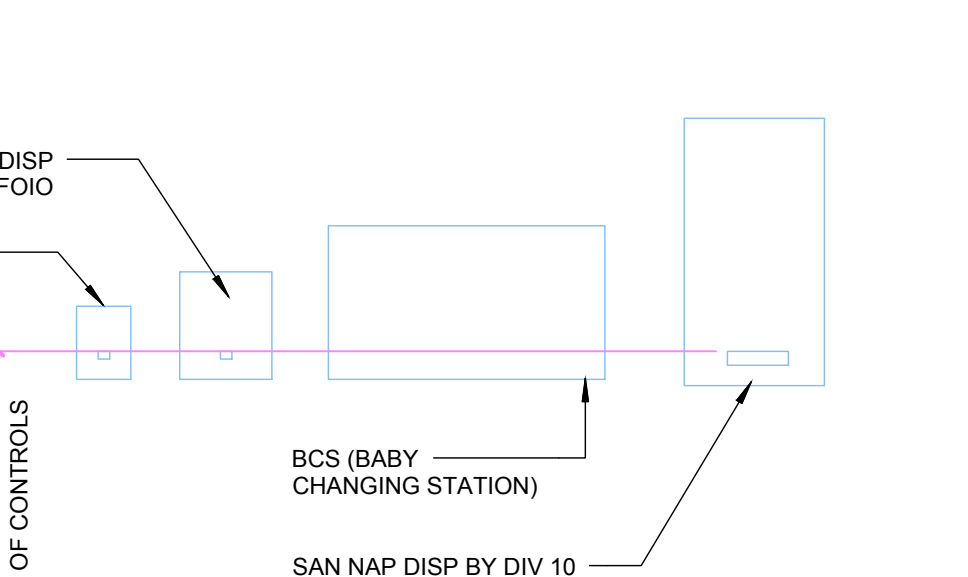 DISP
FOIO
OF CONTROLS
BCS (BABY
CHANGING STATION)
SAN NAP DISP BY DIV 10